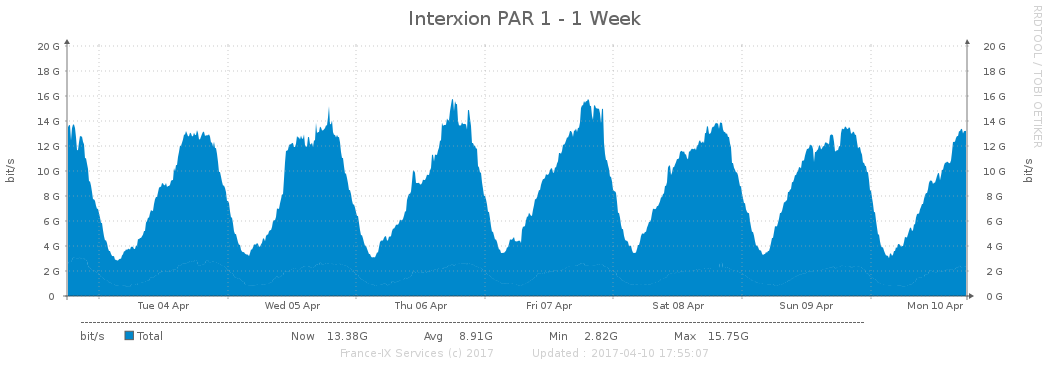 Interxion PAR 1 - 1 Week
RRDTOOL / TOBI OETIKER
bit/s
20 G 20 G
18 G 18 G
16 G 16 G
14 G 14 G
12 G 12 G
10 G 10 G
8 G 8 G
6 G 6 G
4 G 4 G
2 G 2 G
0 0 G
bit/s
Tue 04 Apr Wed 05 Apr Thu 06 Apr Fri 07 Apr Sat 08 Apr Sun 09 Apr Mon 10 Apr
bit/s Total Now 13.38G Avg 8.91G Min 2.82G Max 15.75G
France-IX Services (c) 2017 Updated : 2017-04-10 17:55:07